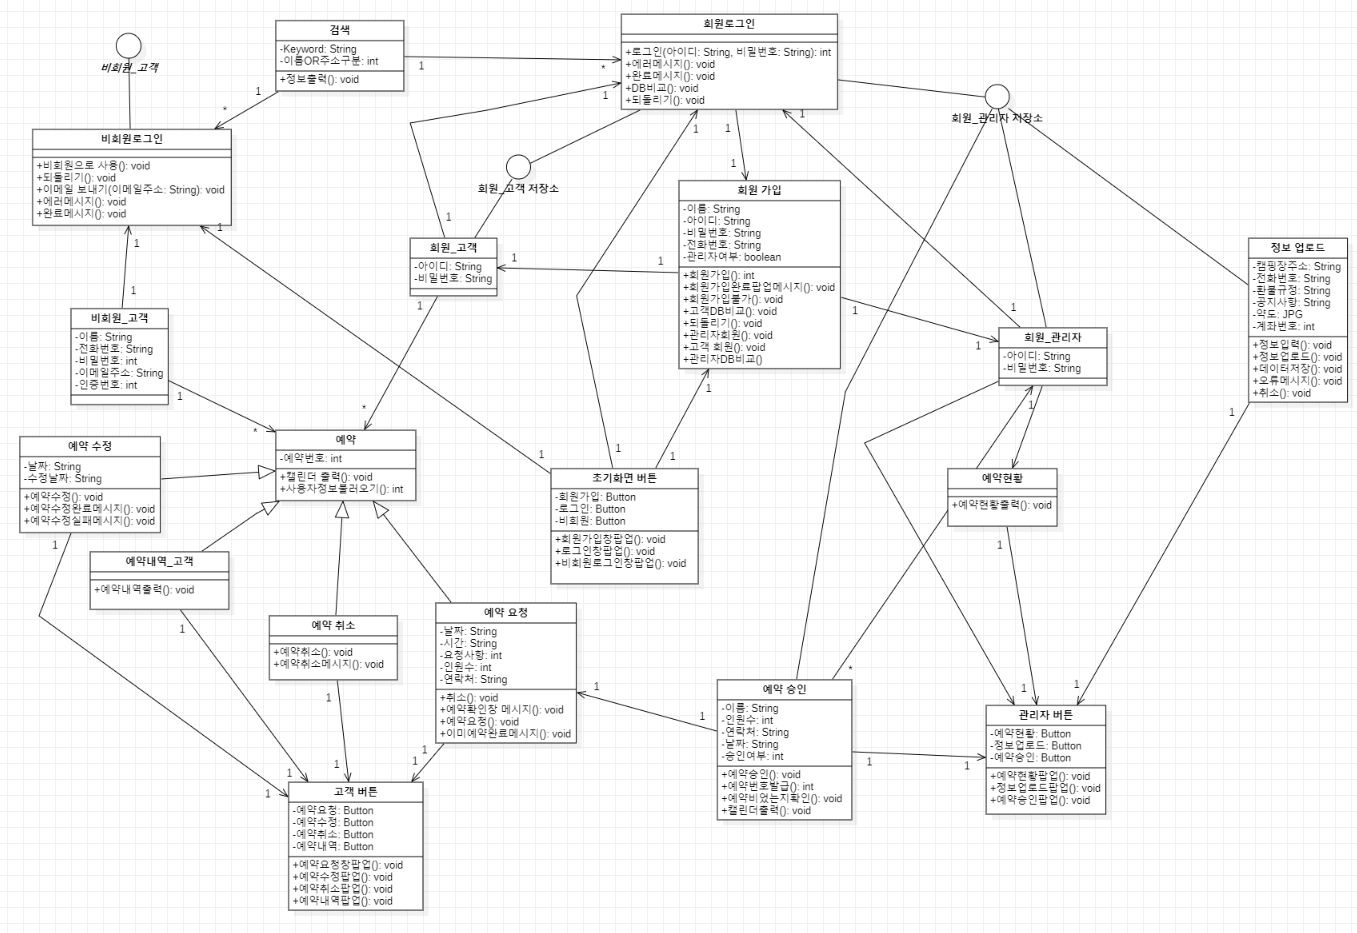 비회원_고객
검색
-Keyword: String
-이름OR주소구분: int
+정보출력(): void
회원로그인
+로그인(아이디: String, 비밀번호: String): int
+에러메시지(): void
+완료메시지(): void
+DB비교(): void
+되돌리기(): void
회원_관리자 저장소
비회원로그인
+비회원으로 사용(): void
+되돌리기(): void
+이메일 보내기(이메일주소: String): void
+에러메시지(): void
+완료메시지(): void
회원_고객 저장소
회원 가입
-이름: String
-아이디: String
-비밀번호: String
-전화번호: String
-관리자여부: boolean
+회원가입(): int
+회원가입완료팝업메시지(): void
+회원가입불가(): void
+고객DB비교(): void
+되돌리기(): void
+관리자회원(): void
+고객 회원(): void
+관리자DB비교()
회원_고객
-아이디: String
-비밀번호: String
정보 업로드
-캠핑장주소: String
-전화번호: String
-환불규정: String
-공지사항: String
-약도: JPG
-계좌번호: int
+정보입력(): void
+정보업로드(): void
+데이터저장(): void
+오류메시지(): void
+취소(): void
비회원_고객
-이름: String
-전화번호: String
-비밀번호: int
-이메일주소: String
-인증번호: int
회원_관리자
-아이디: String
-비밀번호: String
예약 수정
-날짜: String
-수정날짜: String
+예약수정(): void
+예약수정완료메시지(): void
+예약수정실패메시지(): void
예약
-예약번호: int
+캘린더 출력(): void
+사용자정보불러오기(): int
초기화면 버튼
-회원가입: Button
-로그인: Button
-비회원: Button
+회원가입창팝업(): void
+로그인창팝업(): void
+비회원로그인창팝업(): void
예약현황
+예약현황출력(): void
예약내역_고객
+예약내역출력(): void
예약 취소
+예약취소(): void
+예약취소메시지(): void
예약 요청
-날짜: String
-시간: String
-요청사항: int
-인원수: int
-연락처: String
+취소(): void
+예약확인창 메시지(): void
+예약요청(): void
+이미예약완료메시지(): void
예약 승인
-이름: String
-인원수: int
-연락처: String
-날짜: String
-승인여부: int
+예약승인(): void
+예약번호발급(): int
+예약비었는지확인(): void
+캘린더출력(): void
관리자 버튼
-예약현황: Button
-정보업로드: Button
-예약승인: Button
+예약현황팝업(): void
+정보업로드팝업(): void
+예약승인팝업(): void
고객 버튼
-예약요청: Button
-예약수정: Button
-예약취소: Button
-예약내역: Button
+예약요청창팝업(): void
+예약수정팝업(): void
+예약취소팝업(): void
+예약내역팝업(): void